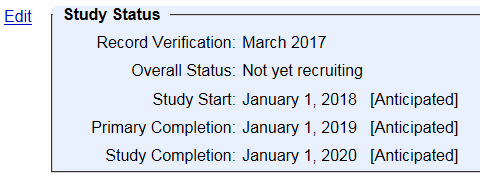 Edit
Study Status
Record Verification: March 2017
Overall Status: Not yet recruiting
Study Start: January 1, 2018 [Anticipated]
Primary Completion: January 1, 2019 [Anticipated]
Study Completion: January 1, 2020 [Anticipated]